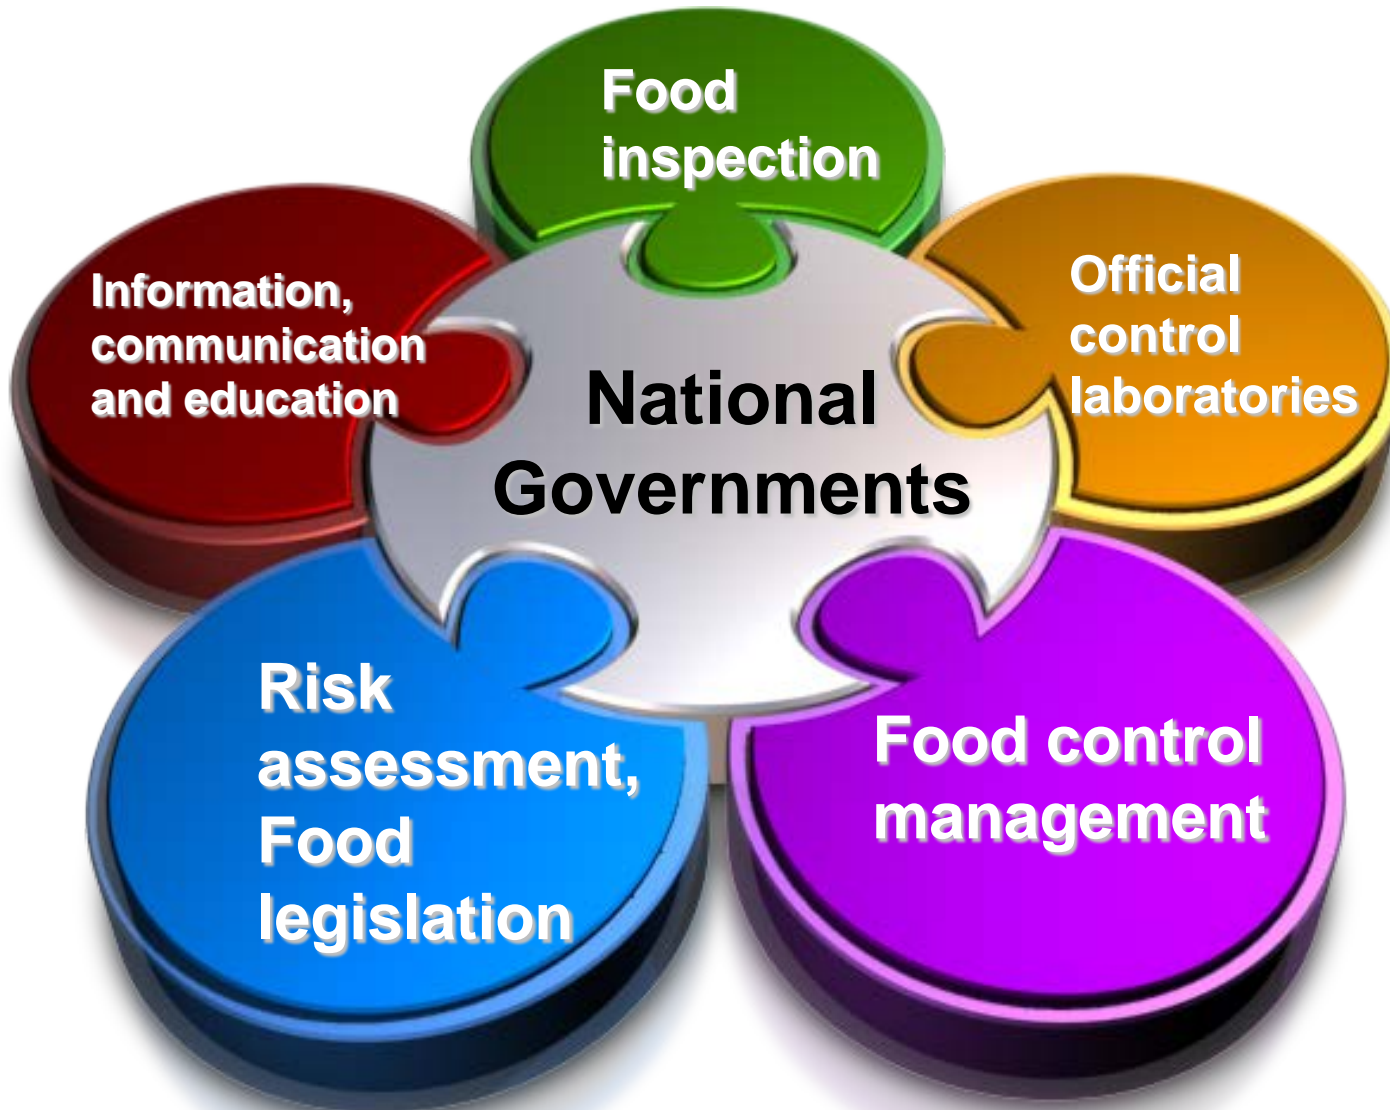 Food
inspection
Information,
communication
and education
Official
control
laboratories
National
Governments
Risk
assessment,
Food
legislation
Food control
management